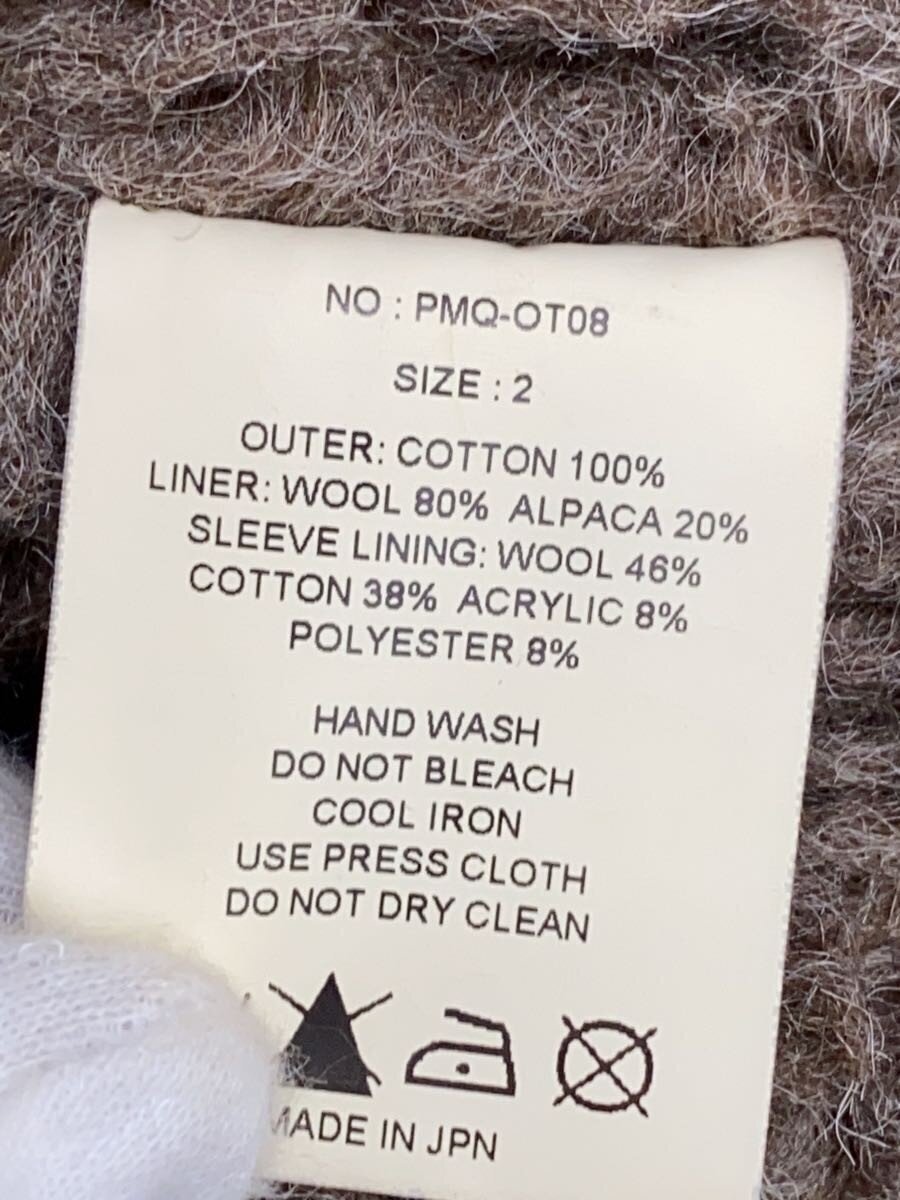 NO : PMQ-OT08
SIZE : 2
OUTER: COTTON 100%
LINER: WOOL 80% ALPACA 20%
SLEEVE LINING: WOOL 46%
COTTON 38% ACRYLIC 8%
POLYESTER 8%
HAND WASH
DO NOT BLEACH
COOL IRON
USE PRESS CLOTH
DO NOT DRY CLEAN
MADE IN JPN